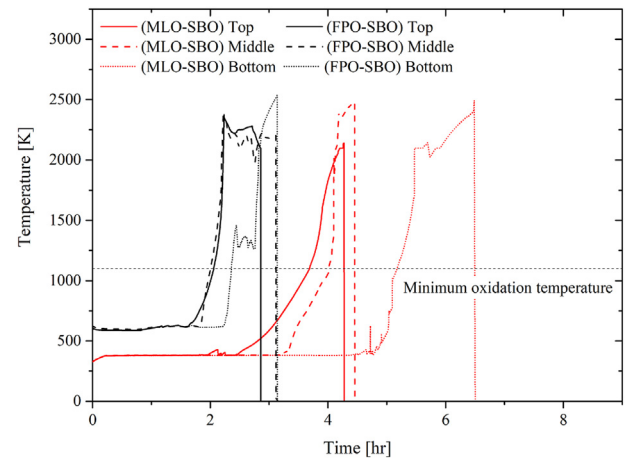 3000
2500
2000
1500
1000
500
0
Temperature [K]
(MLO-SBO) Top
(MLO-SBO) Middle
(MLO-SBO) Bottom
(FPO-SBO) Top
(FPO-SBO) Middle
(FPO-SBO) Bottom
Minimum oxidation temperature
0 2 4 6 8
Time [hr]